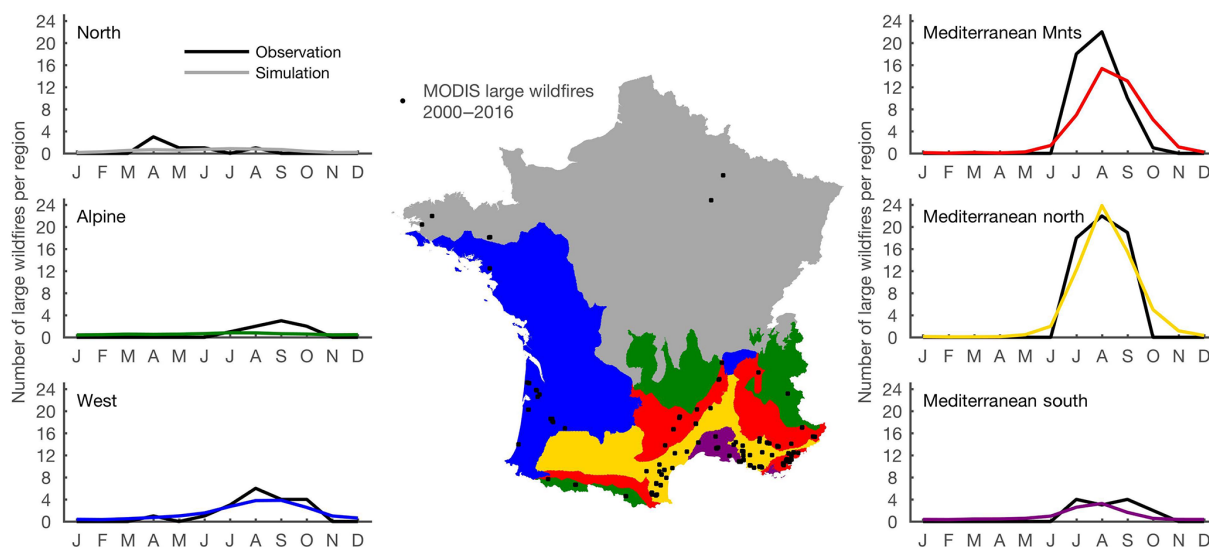 North
Observation
Simulation
24
20
16
12
8
4
0
J F M A M J J A S O N D
Alpine
24
20
16
12
8
4
0
J F M A M J J A S O N D
West
24
20
16
12
8
4
0
J F M A M J J A S O N D
Number of large wildfires per region
MODIS large wildfires
2000–2016
Mediterranean Mnts
24
20
16
12
8
4
0
J F M A M J J A S O N D
Mediterranean north
24
20
16
12
8
4
0
J F M A M J J A S O N D
Mediterranean south
24
20
16
12
8
4
0
J F M A M J J A S O N D
Number of large wildfires per region